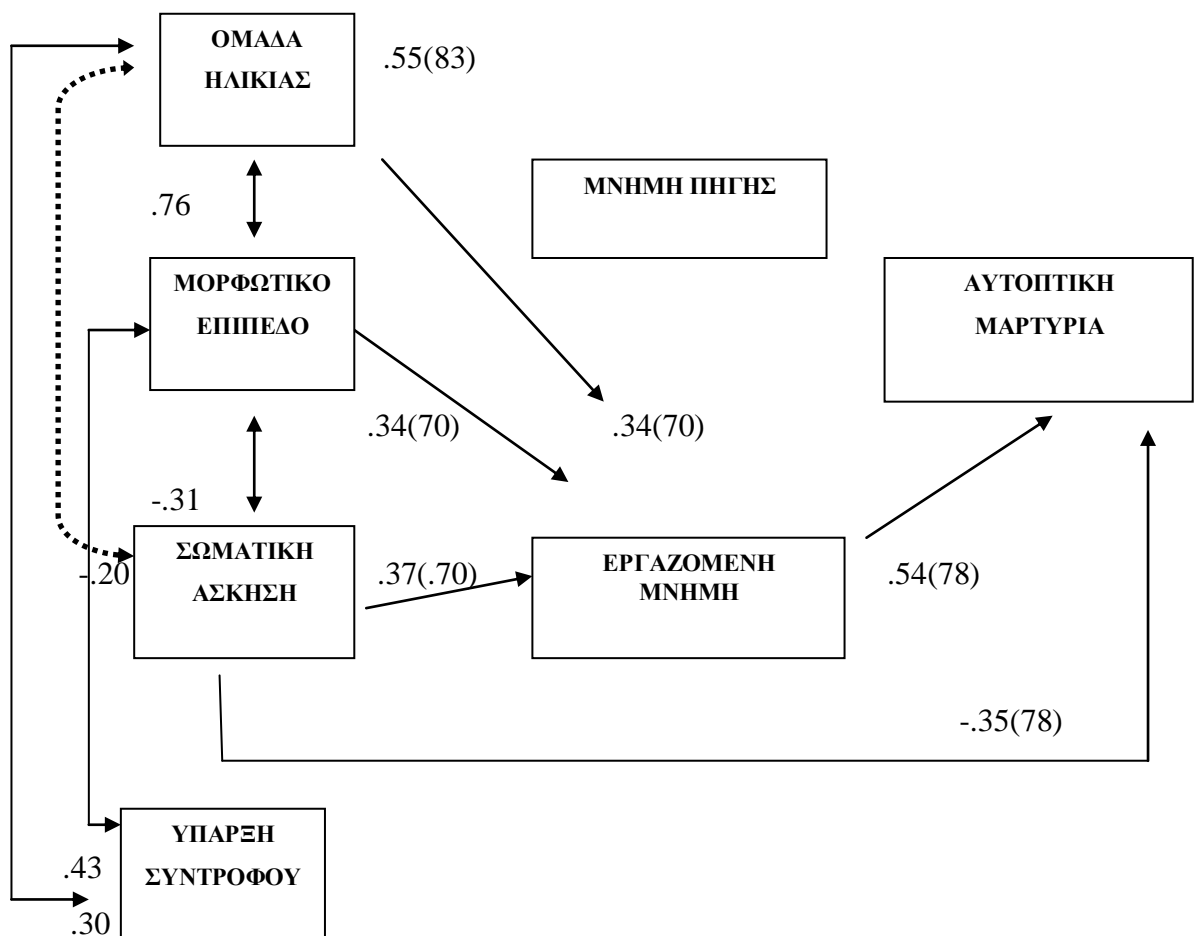 ΟΜΑΔΑ
ΗΛΙΚΙΑΣ
.55(83)
ΜΝΗΜΗ ΠΗΓΗΣ
.76
ΜΟΡΦΩΤΙΚΟ
ΕΠΙΠΕΔΟ
ΑΥΤΟΠΤΙΚΗ
ΜΑΡΤΥΡΙΑ
.34(70)
.34(70)
-.31
ΣΩΜΑΤΙΚΗ
ΑΣΚΗΣΗ
-.20
.37(.70)
ΕΡΓΑΖΟΜΕΝΗ
ΜΝΗΜΗ
.54(78)
-.35(78)
ΥΠΑΡΞΗ
ΣΥΝΤΡΟΦΟΥ
.43
.30